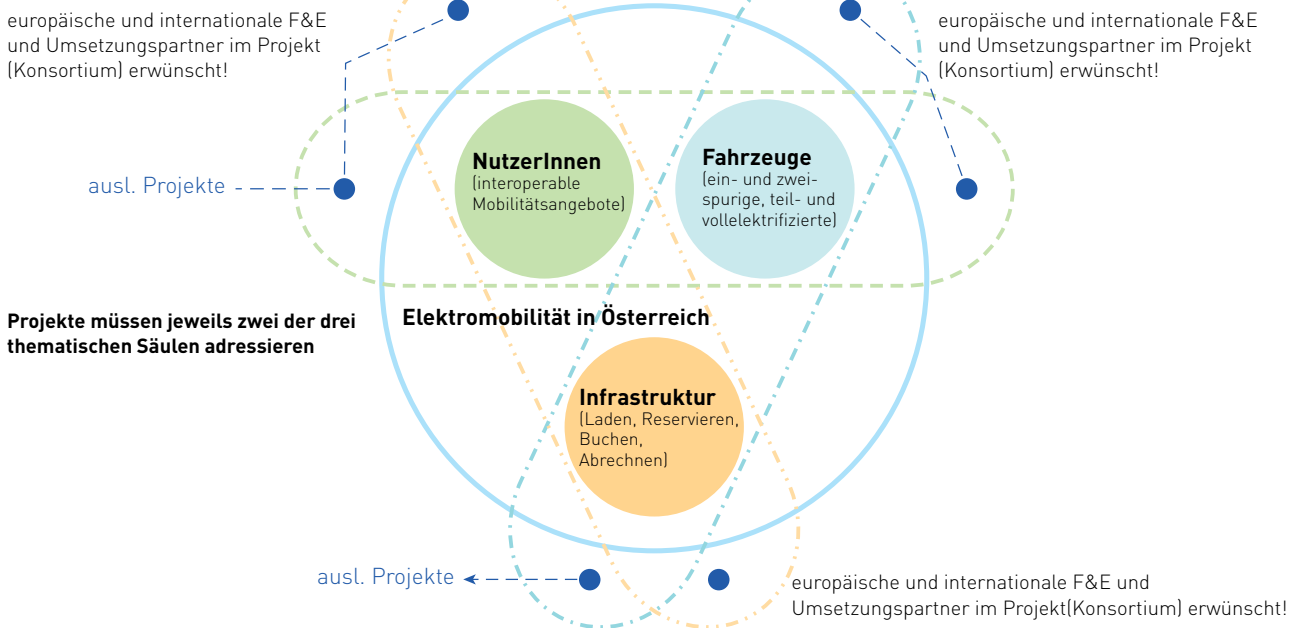 europäische und internationale F&E
und Umsetzungspartner im Projekt
(Konsortium) erwünscht!
europäische und internationale F&E
und Umsetzungspartner im Projekt
(Konsortium) erwünscht!
NutzerInnen
(interoperable
Mobilitätsangebote)
Fahrzeuge
(ein- und zwei-
spurige, teil- und
vollelektrifizierte)
ausl. Projekte
Projekte müssen jeweils zwei der drei
thematischen Säulen adressieren
Elektromobilität in Österreich
Infrastruktur
(Laden, Reservieren,
Buchen,
Abrechnen)
ausl. Projekte
europäische und internationale F&E und
Umsetzungspartner im Projekt(Konsortium) erwünscht!